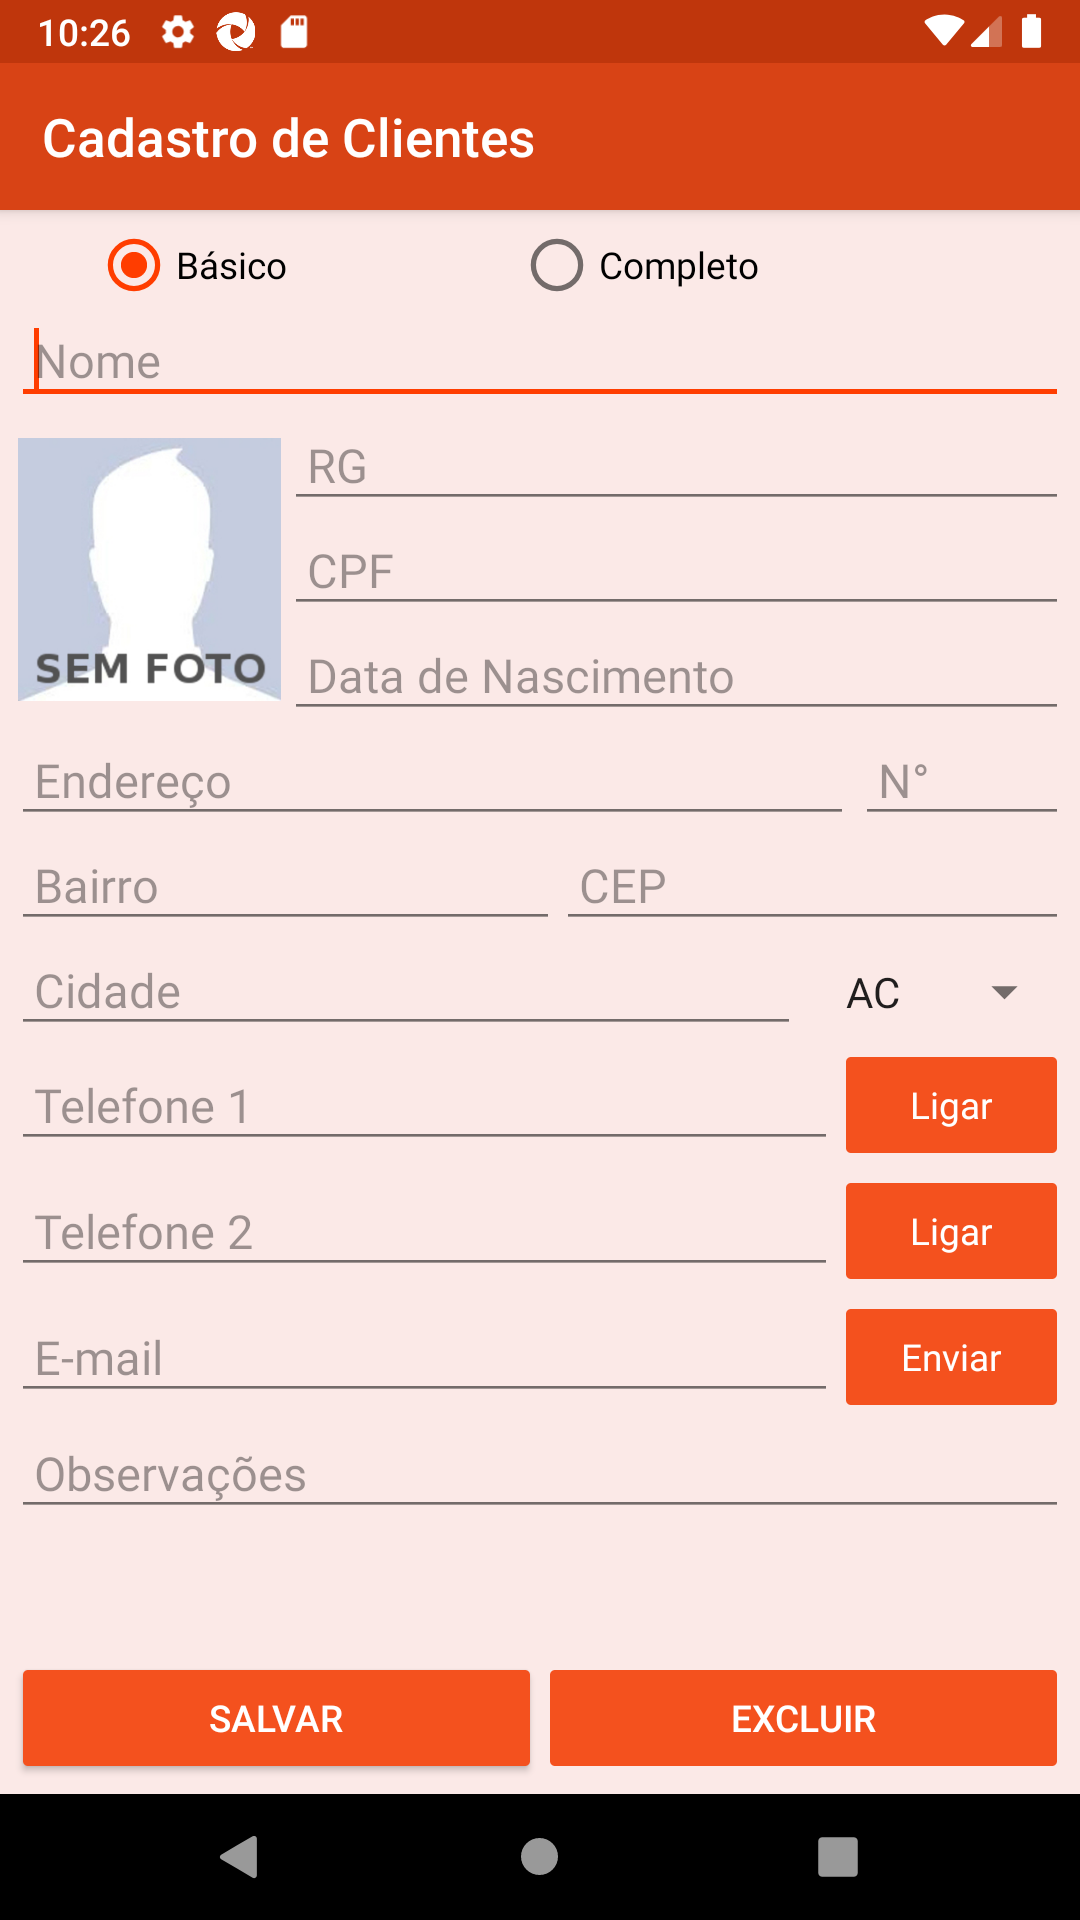 10:26
Cadastro de Clientes
Básico Completo
Nome
RG
CPF
SEM FOTO
Data de Nascimento
Endereço N°
Bairro CEP
Cidade AC
Telefone 1 Ligar
Telefone 2 Ligar
E-mail Enviar
Observações
SALVAR EXCLUIR